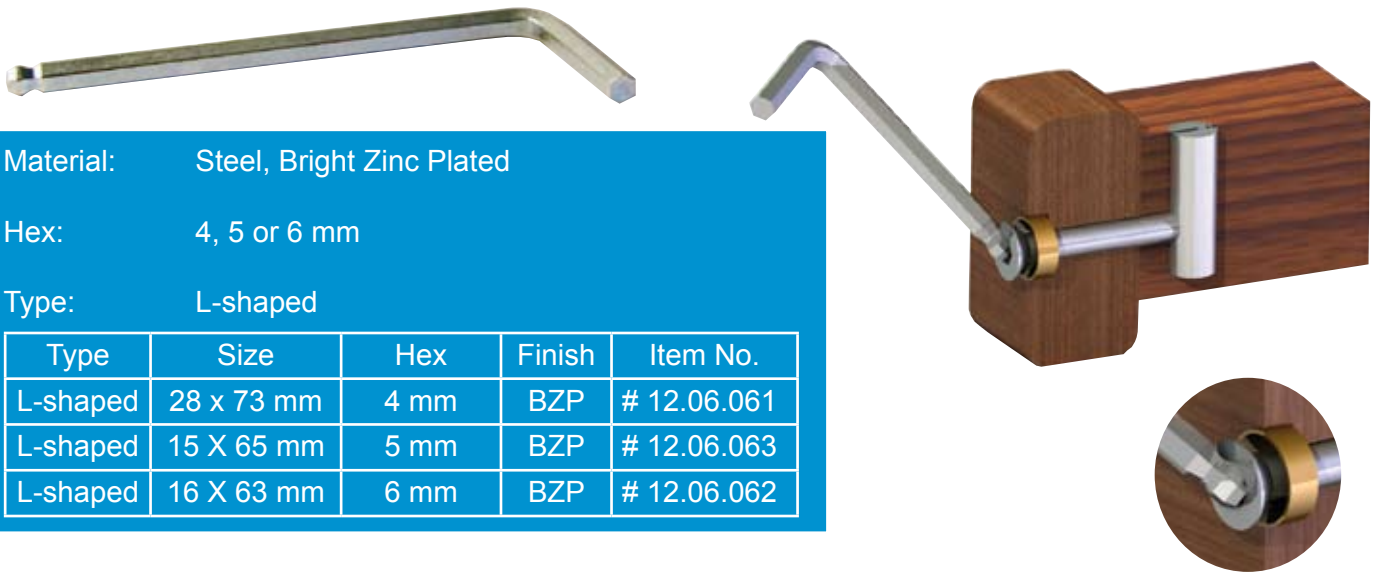 Material: Steel, Bright Zinc Plated
Hex: 4, 5 or 6 mm
Type: L-shaped
Type Size Hex Finish Item No.
L-shaped 28 x 73 mm 4 mm BZP # 12.06.061
L-shaped 15 X 65 mm 5 mm BZP # 12.06.063
L-shaped 16 X 63 mm 6 mm BZP # 12.06.062